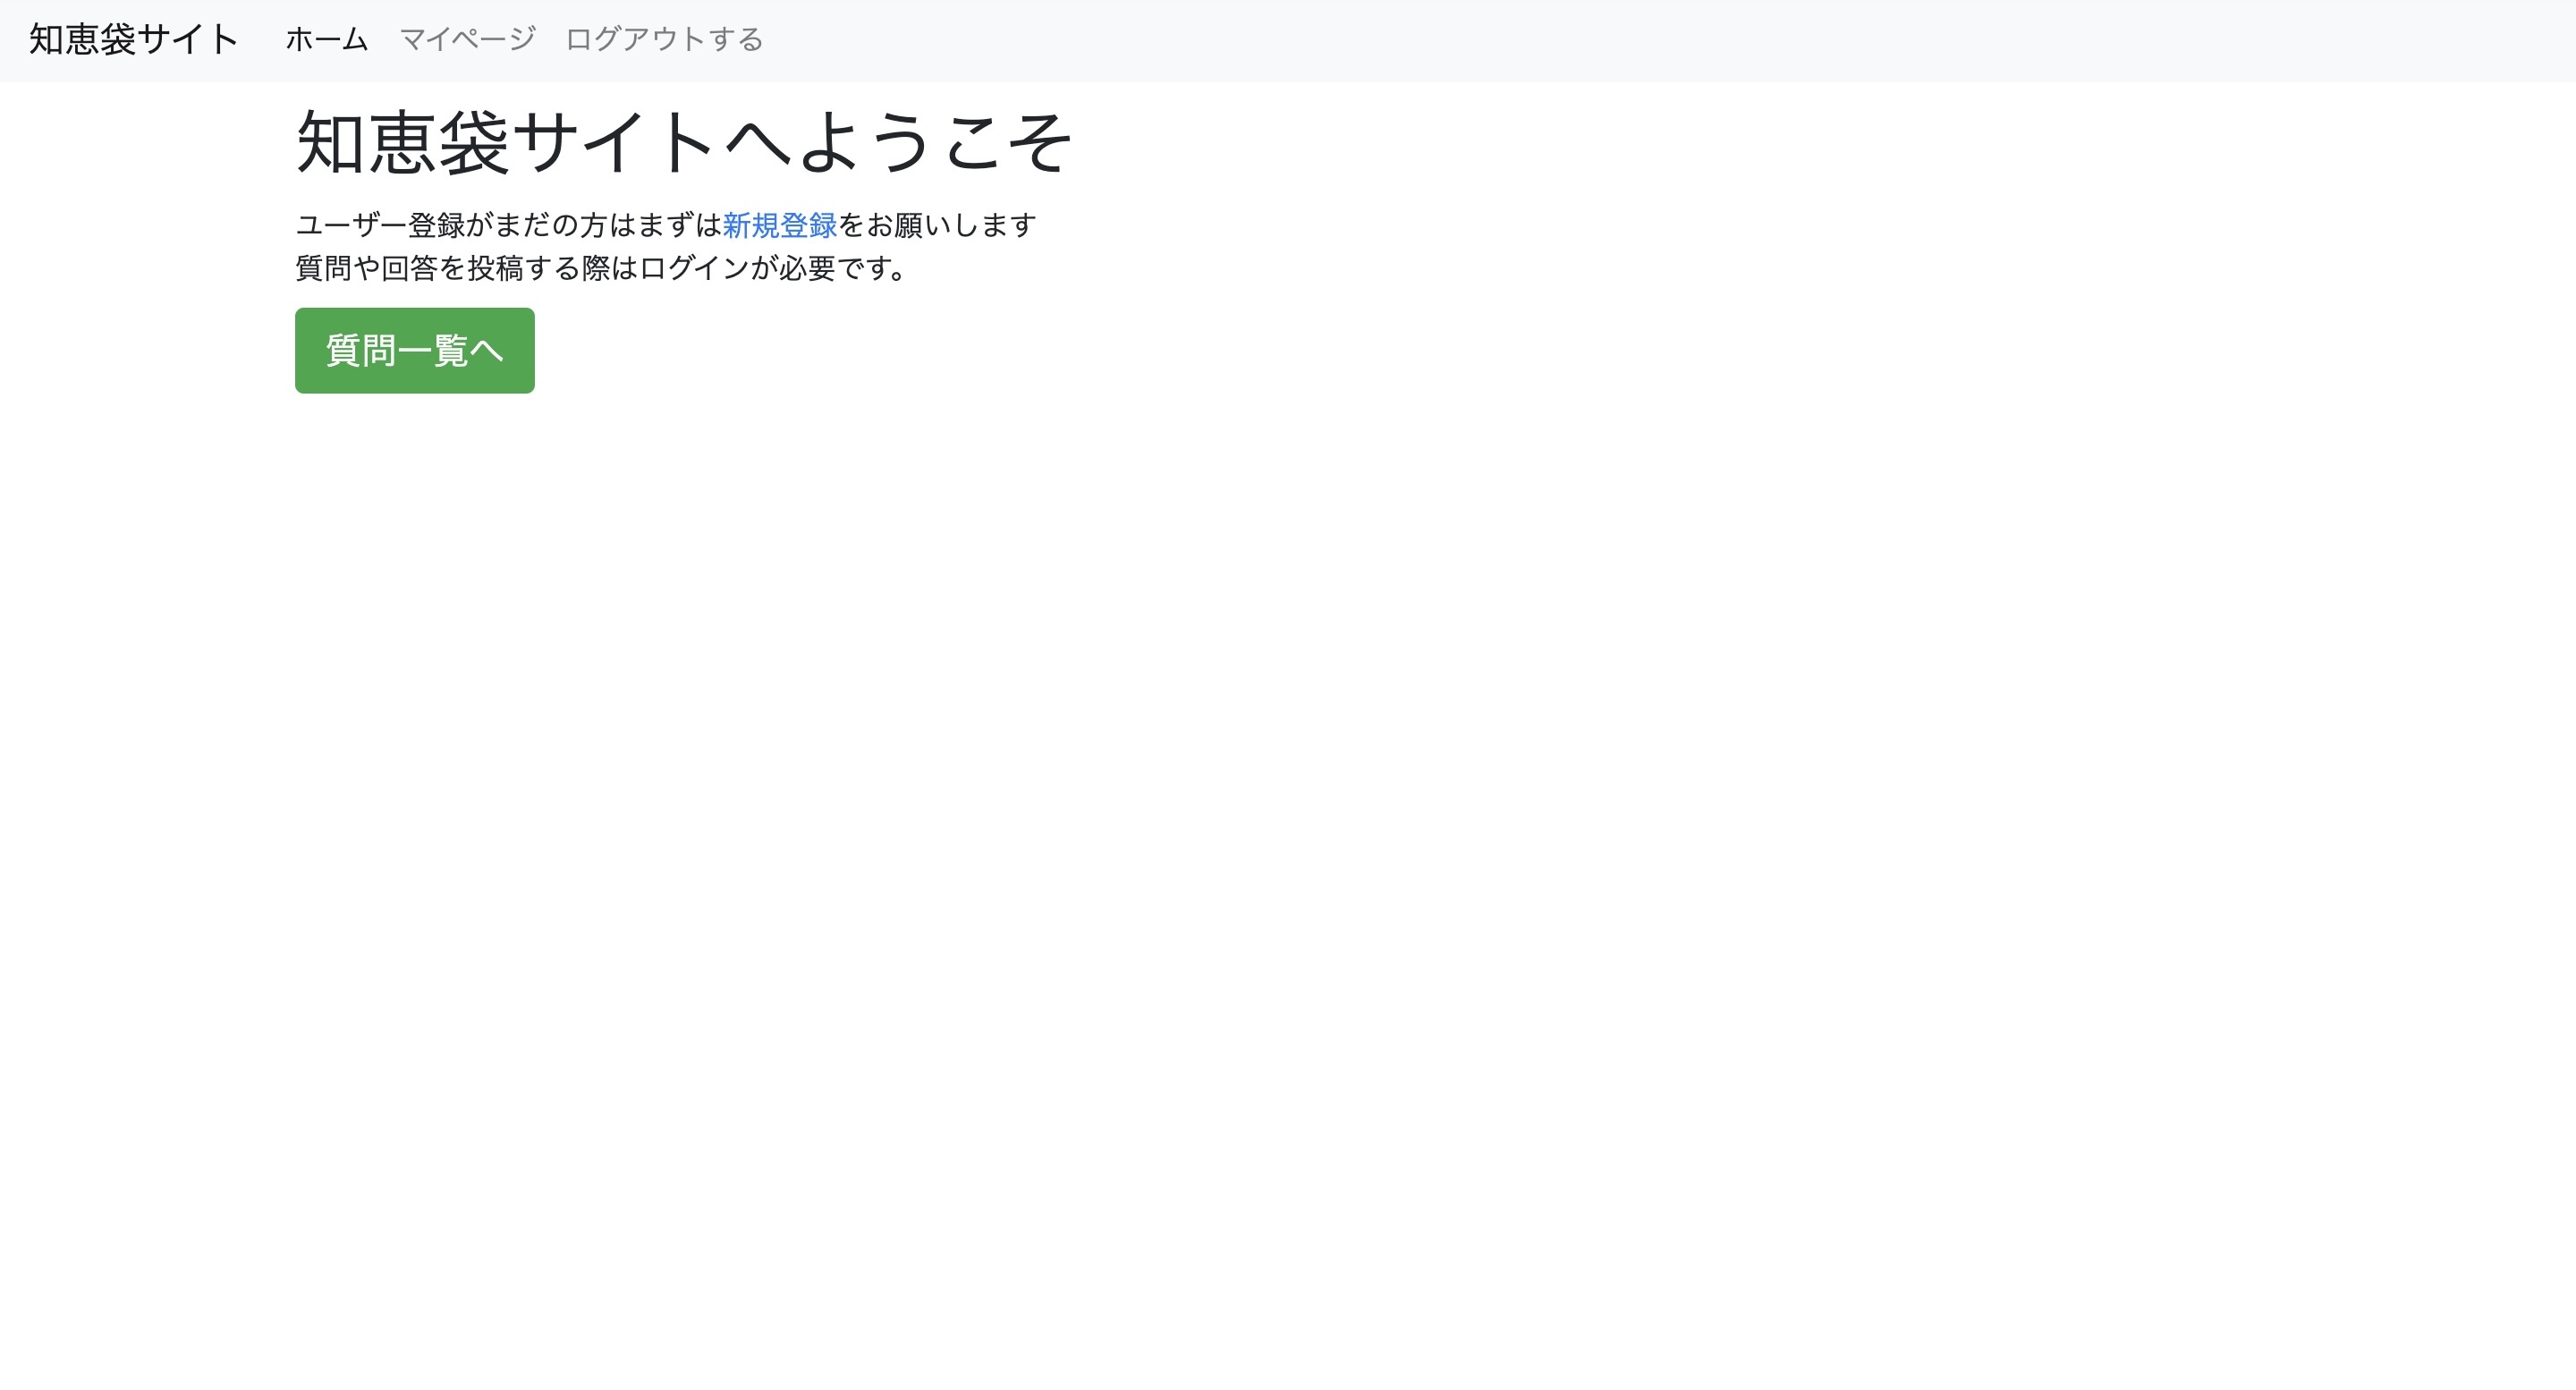 知恵袋サイト ホーム マイページ ログアウトする
知恵袋サイトへようこそ
ユーザー登録がまだの方はまずは新規登録をお願いします
質問や回答を投稿する際はログインが必要です。
質問一覧へ